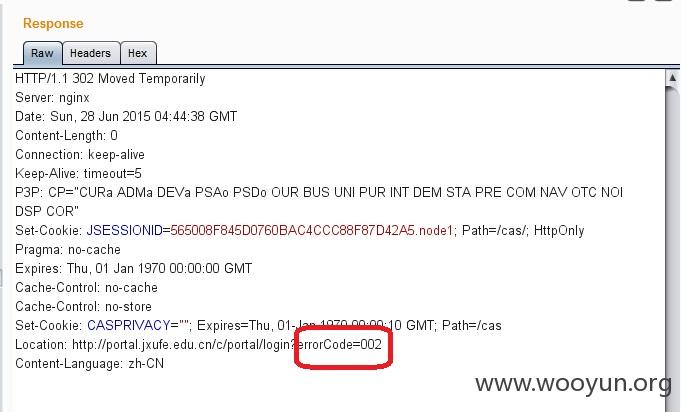 Response
Raw Headers Hex
HTTP/1.1 302 Moved Temporarily
Server: nginx
Date: Sun, 28 Jun 2015 04:44:38 GMT
Content-Length: 0
Connection: keep-alive
Keep-Alive: timeout=5
P3P: CP="CURa ADMa DEVa PSAo PSDo OUR BUS UNI PUR INT DEM STA PRE COM NAV OTC NOI
DSP COR"
Set-Cookie: JSESSIONID=565008F845D0760BAC4CCC88F87D42A5.node1; Path=/cas/; HttpOnly
Pragma: no-cache
Expires: Thu, 01 Jan 1970 00:00:00 GMT
Cache-Control: no-cache
Cache-Control: no-store
Set-Cookie: CASPRIVACY=""; Expires=Thu, 01-Jan 1970 00:00:10 GMT; Path=/cas
Location: http://portal.jxufe.edu.cn/c/portal/login?errorCode=002
Content-Language: zh-CN
www.wooyun.org